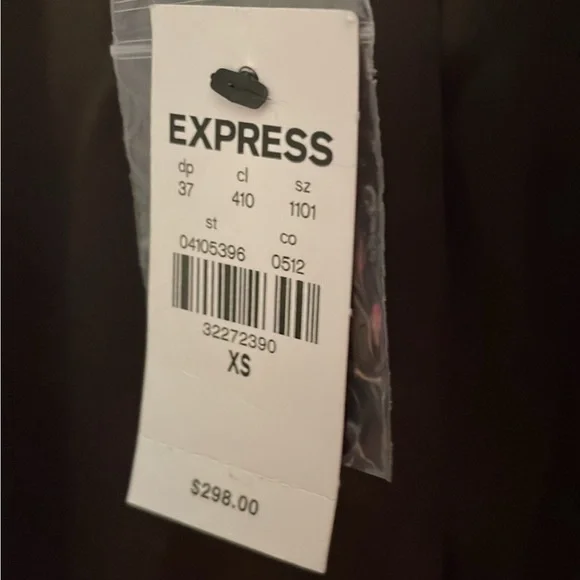 EXPRESS
dp cl sz
37 410 1101
st co
04105396 0512
32272390
XS
$298.00